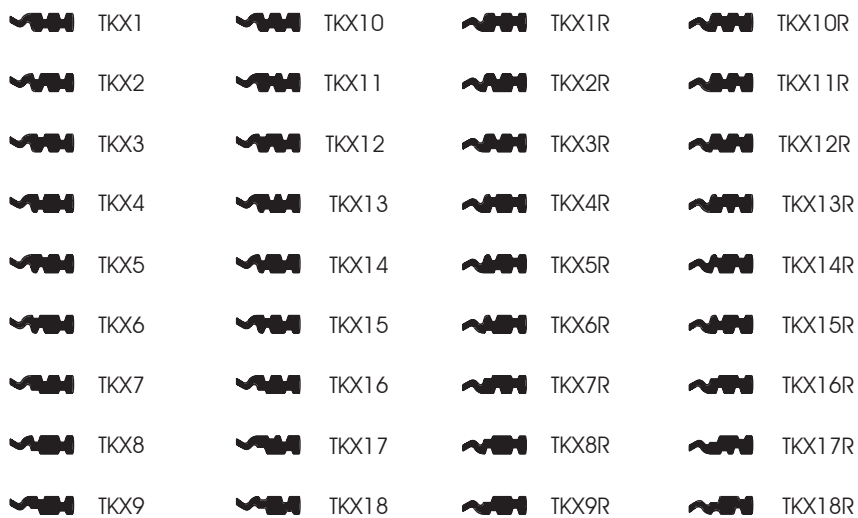 TKX1 TKX10 TKX1R TKX10R
TKX2 TKX11 TKX2R TKX11R
TKX3 TKX12 TKX3R TKX12R
TKX4 TKX13 TKX4R TKX13R
TKX5 TKX14 TKX5R TKX14R
TKX6 TKX15 TKX6R TKX15R
TKX7 TKX16 TKX7R TKX16R
TKX8 TKX17 TKX8R TKX17R
TKX9 TKX18 TKX9R TKX18R